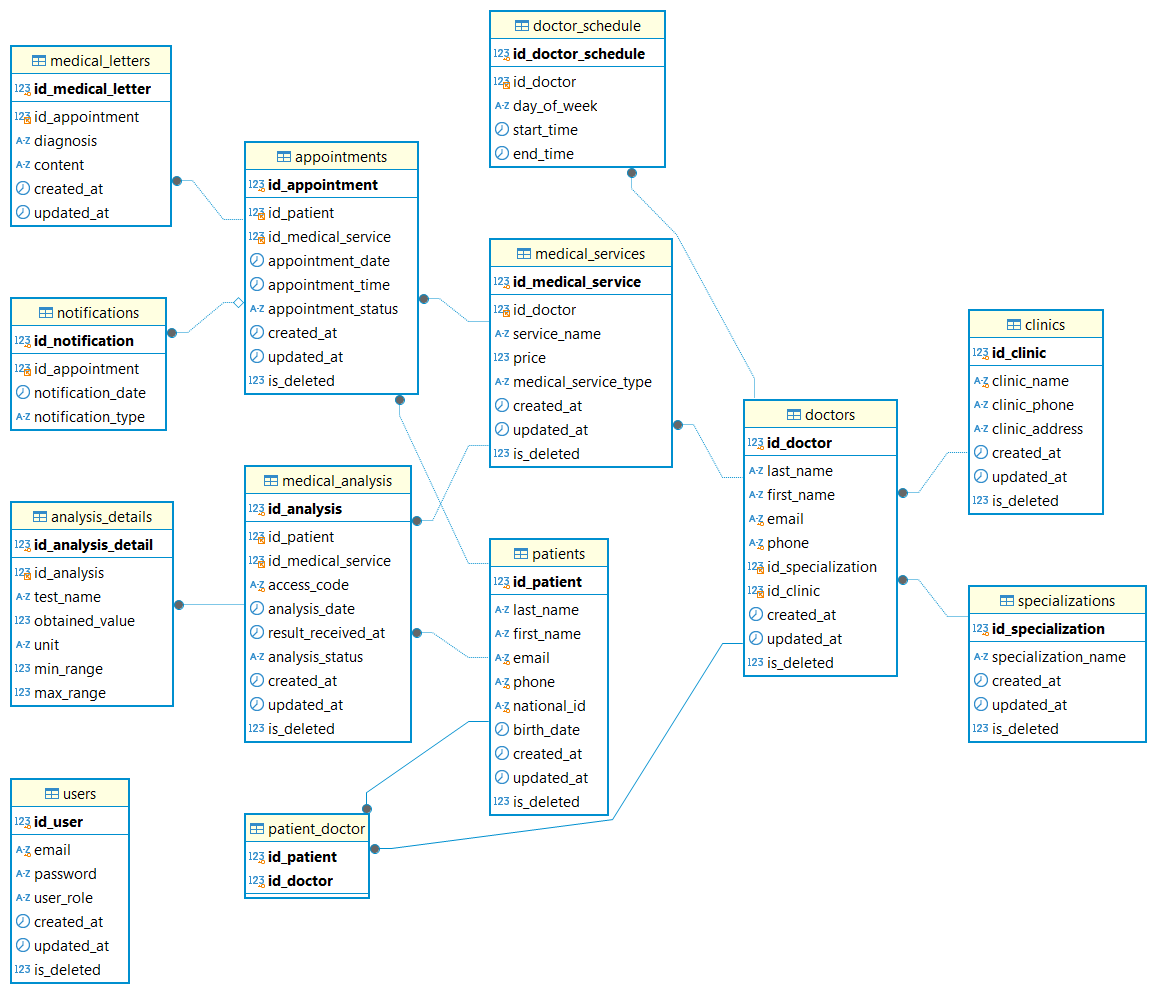 doctor_schedule
123 id_doctor_schedule
123 id_doctor
A-Z day_of_week
start_time
end_time
medical_letters
123 id_medical_letter
123 id_appointment
A-Z diagnosis
A-Z content
created_at
updated_at
appointments
123 id_appointment
123 id_patient
123 id_medical_service
appointment_date
appointment_time
A-Z appointment_status
created_at
updated_at
123 is_deleted
medical_services
123 id_medical_service
123 id_doctor
A-Z service_name
123 price
A-Z medical_service_type
created_at
updated_at
123 is_deleted
notifications
123 id_notification
123 id_appointment
notification_date
A-Z notification_type
clinics
123 id_clinic
A-Z clinic_name
A-Z clinic_phone
A-Z clinic_address
created_at
updated_at
123 is_deleted
doctors
123 id_doctor
A-Z last_name
A-Z first_name
A-Z email
A-Z phone
123 id_specialization
123 id_clinic
created_at
updated_at
123 is_deleted
medical_analysis
123 id_analysis
123 id_patient
123 id_medical_service
A-Z access_code
analysis_date
result_received_at
A-Z analysis_status
created_at
updated_at
123 is_deleted
analysis_details
123 id_analysis_detail
123 id_analysis
A-Z test_name
123 obtained_value
A-Z unit
123 min_range
123 max_range
patients
123 id_patient
A-Z last_name
A-Z first_name
A-Z email
A-Z phone
A-Z national_id
birth_date
created_at
updated_at
123 is_deleted
specializations
123 id_specialization
A-Z specialization_name
created_at
updated_at
123 is_deleted
users
123 id_user
A-Z email
A-Z password
A-Z user_role
created_at
updated_at
123 is_deleted
patient_doctor
123 id_patient
123 id_doctor